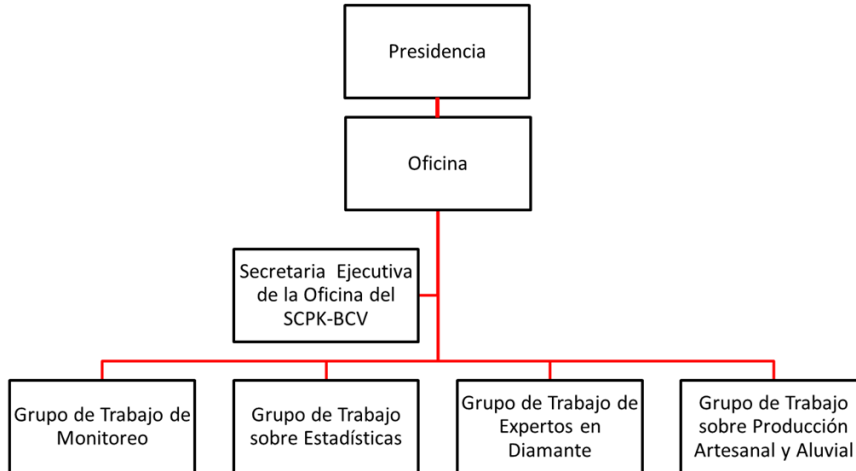 Presidencia
Oficina
Secretaria Ejecutiva
de la Oficina del
SCPK-BCV
Grupo de Trabajo de
Monitoreo
Grupo de Trabajo
sobre Estadísticas
Grupo de Trabajo de
Expertos en
Diamante
Grupo de Trabajo
sobre Producción
Artesanal y Aluvial